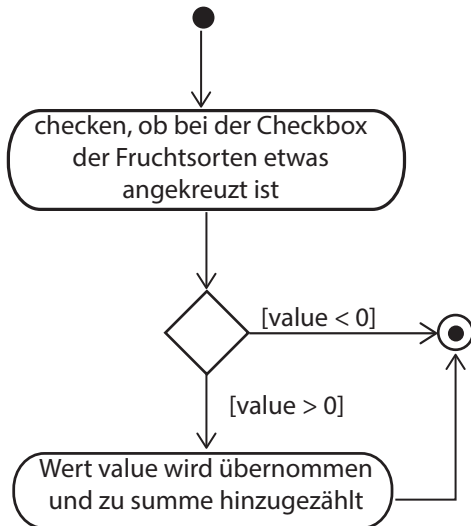 checken, ob bei der Checkbox
der Fruchtsorten etwas
angekreuzt ist
[value < 0]
[value > 0]
Wert value wird übernommen
und zu summe hinzugezählt